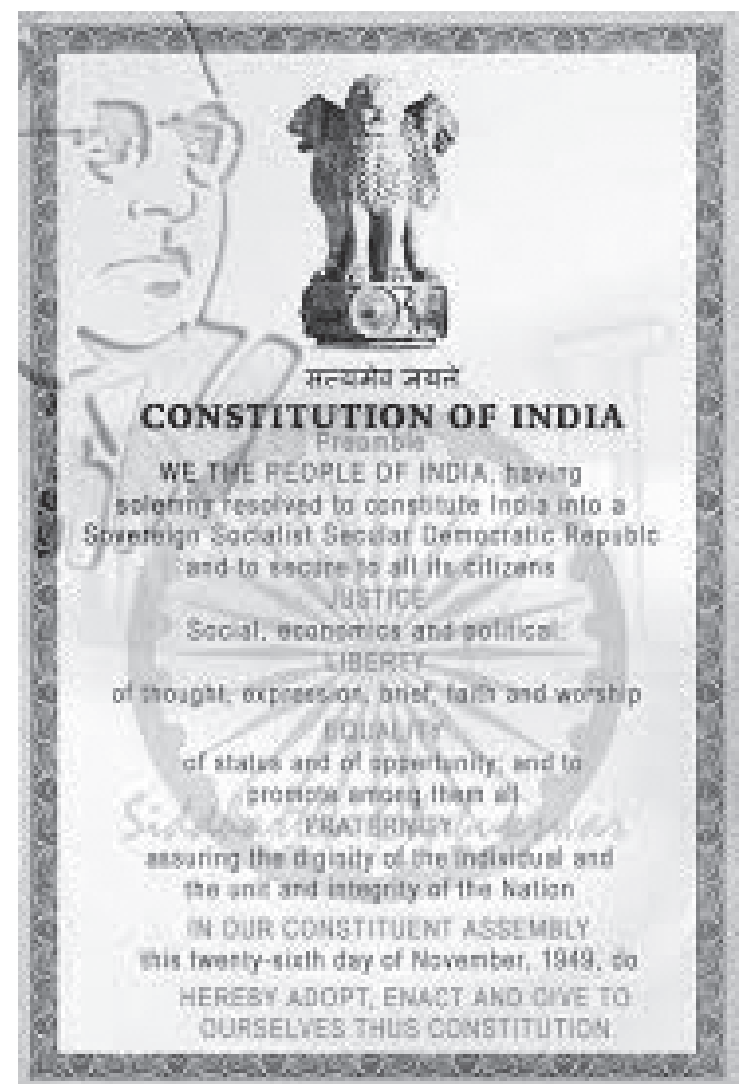 सत्यमेव जयते
CONSTITUTION OF INDIA
Preamble
WE THE PEOPLE OF INDIA, having
solemny resolved to constitute India into a
Sovereign Socialist Secular Democratic Republc
and to secure to all its citizens
JUSTICE
Social, economics and political:
LIBERTY
of thought, expression, brief, faith and worship
EQUALITY
of status and of opportunity, and to
promote among them all.
FRATERNITY
assuring the digicity of the indisidual and
the unit and integrity of the Nation
IN OUR CONSTITUENT ASSEMBLY
this twenty-sixth day of November, 1949, do
HEREBY ADOPT, ENACT AND GIVE TO
OURSELVES THUS CONSTITUTION